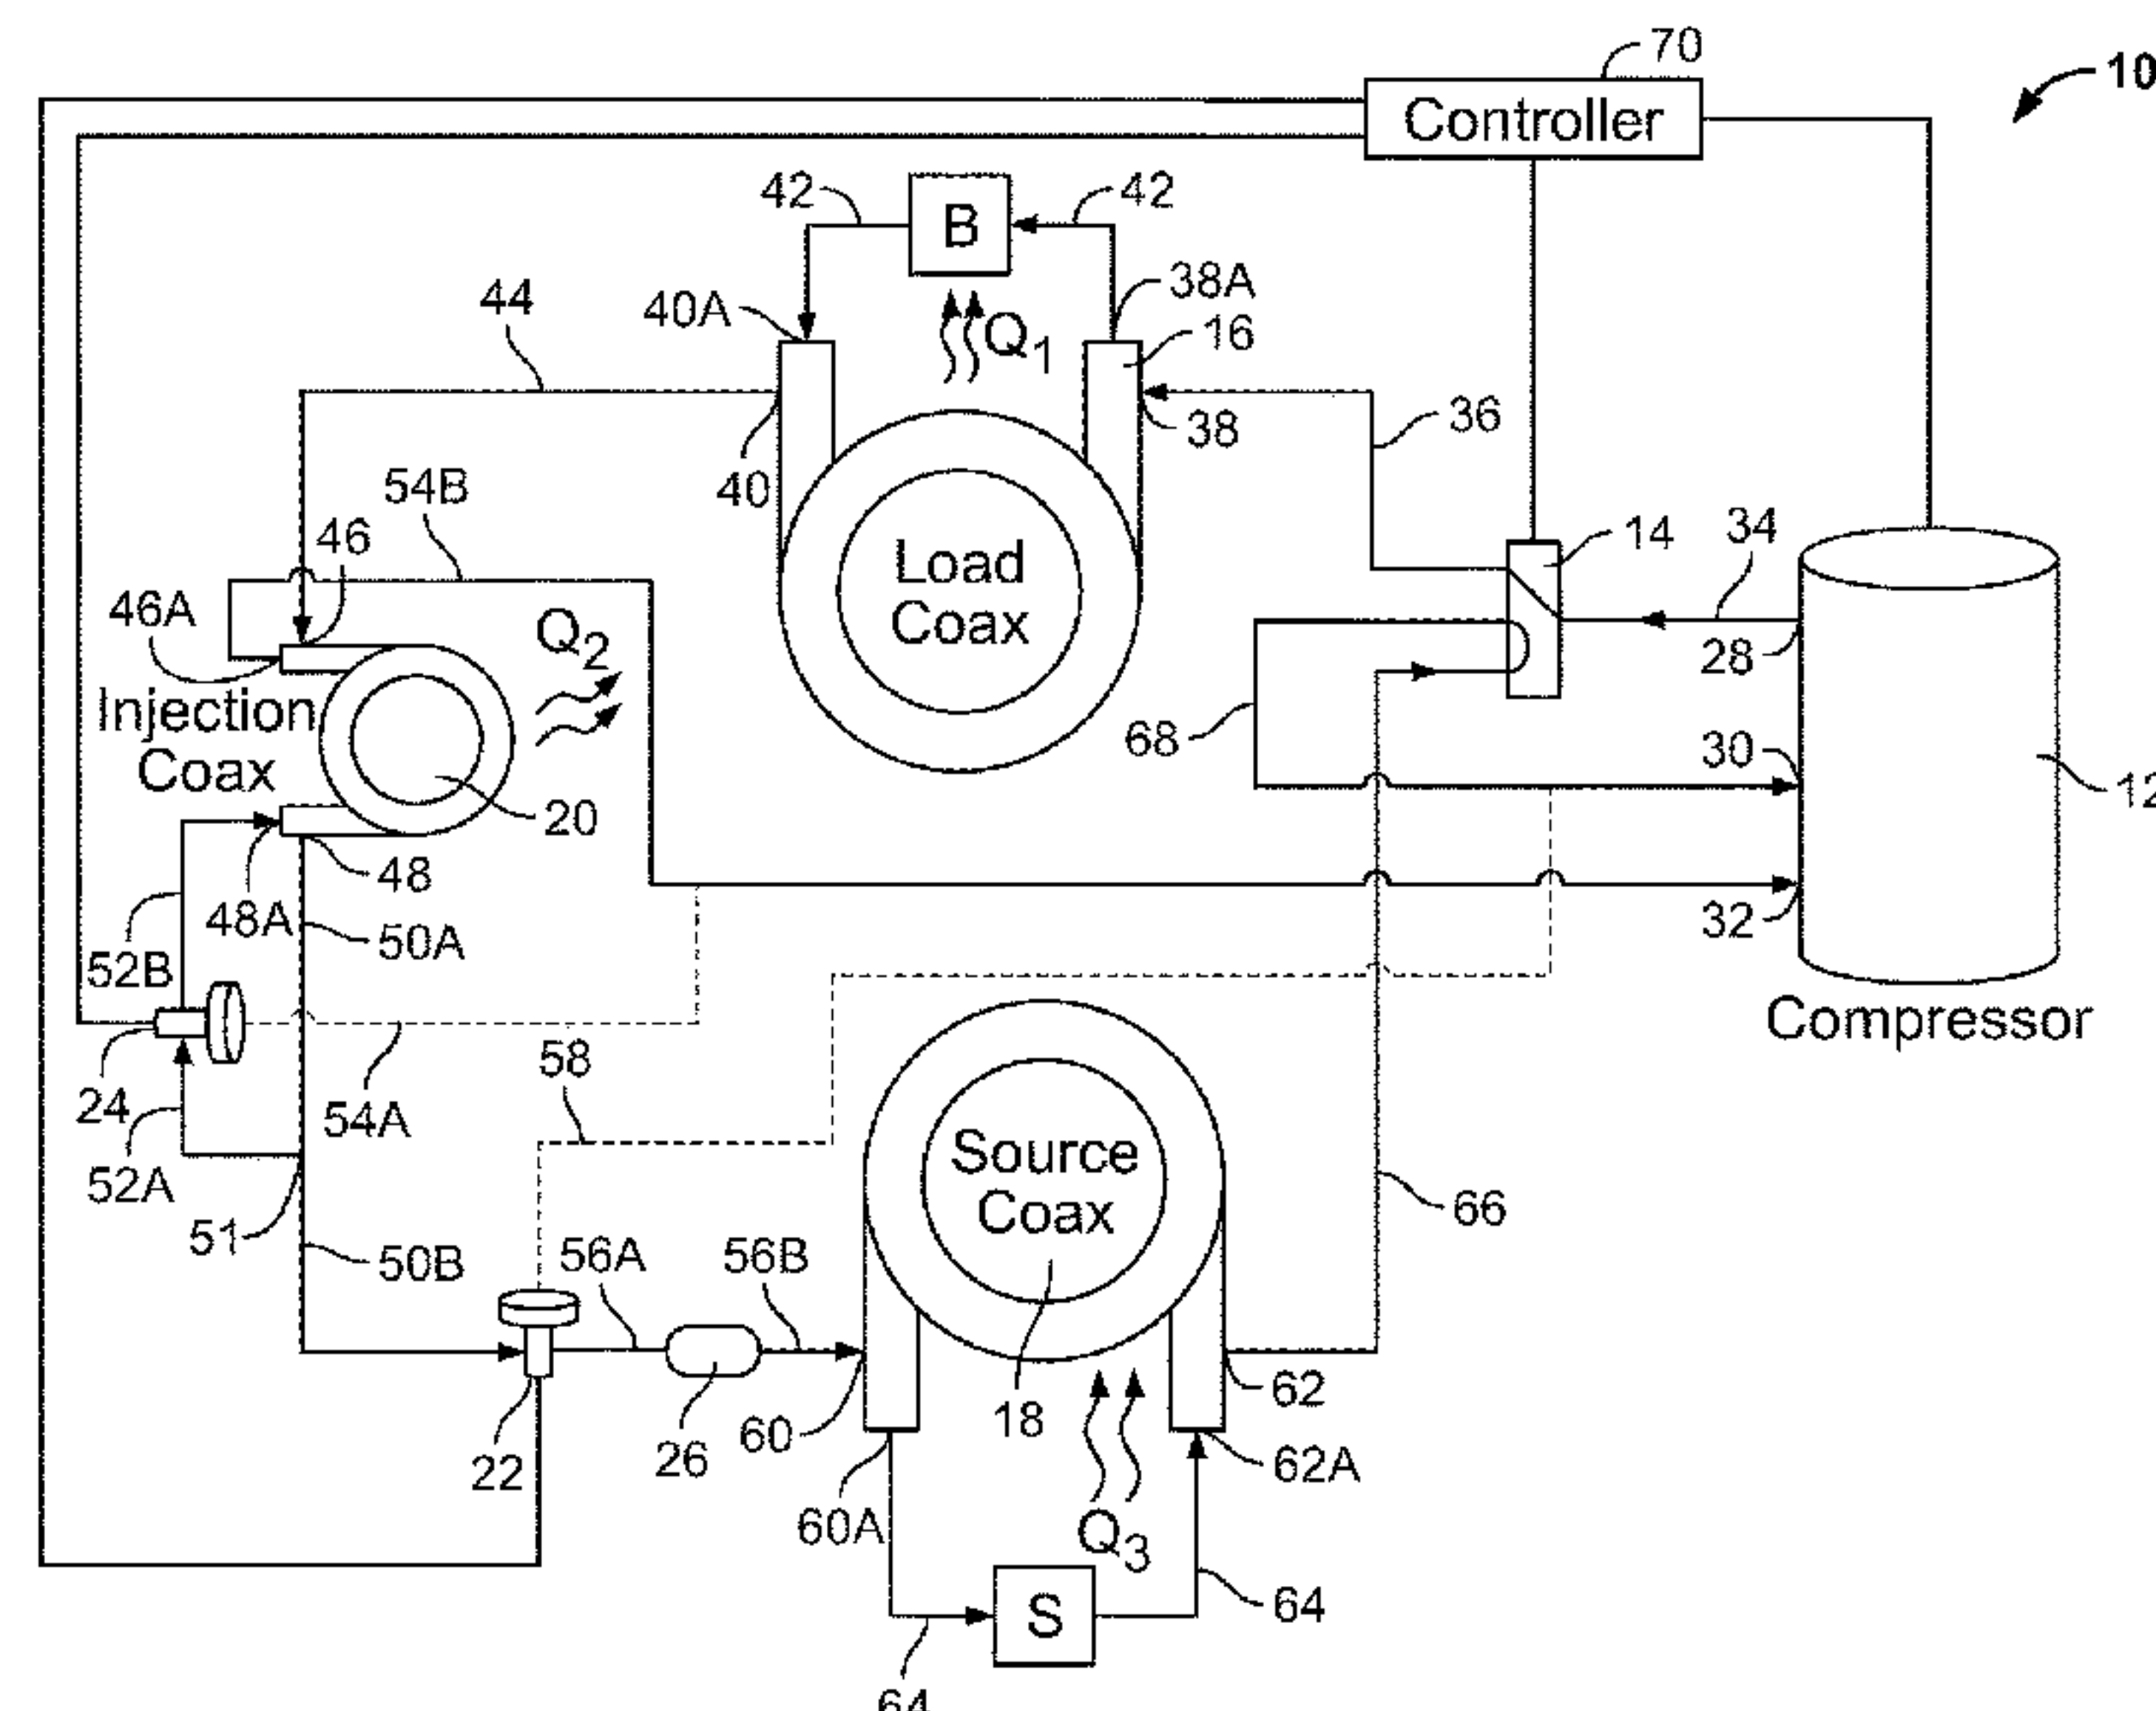 70
10
Controller
42
B
42
38A
44
40A
Q1
16
36
38
40
54B
46
14
34
Load
Coax
46A
Q2
28
Injection
Coax
68
30
12
20
48
48A
50A
32
52B
Compressor
58
24
54A
52A
Source
Coax
51
66
50B
56A
56B
62
18
60
26
22
62A
60A
Q3
64
S
64